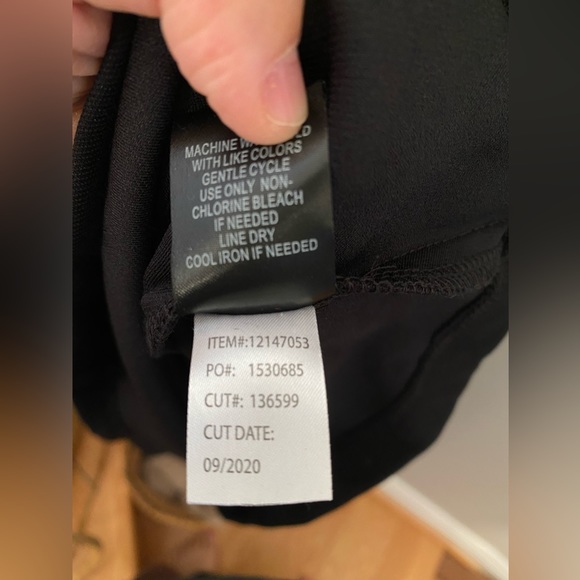 MACHINE
WITH LIKE COLORS
GENTLE CYCLE
USE ONLY NON-
CHLORINE BLEACH
IF NEEDED
LINE DRY
COOL IRON IF NEEDED
ITEM#:12147053
PO#: 1530685
CUT#: 136599
CUT DATE:
09/2020